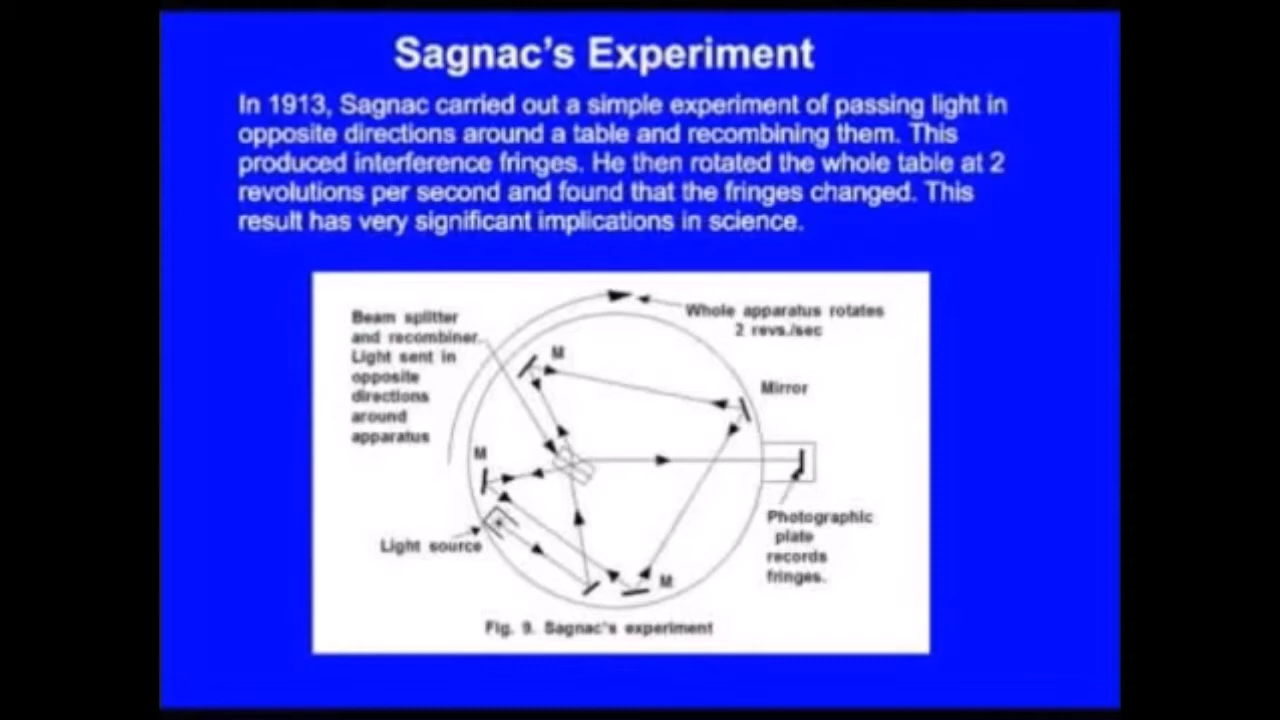 Sagnac's Experiment
In 1913, Sagnac carried out a simple experiment of passing light in
opposite directions around a table and recombining them. This
produced interference fringes. He then rotated the whole table at 2
revolutions per second and found that the fringes changed. This
result has very significant implications in science.
Beam splitter
and recombiner.
Light sent in
opposite
directions
around
apparatus
Whole apparatus rotates
2 revs./sec
M
Mirror
M
Light source
M
Photographic
plate
records
fringes.
Fig. 9. Sagnac's experiment